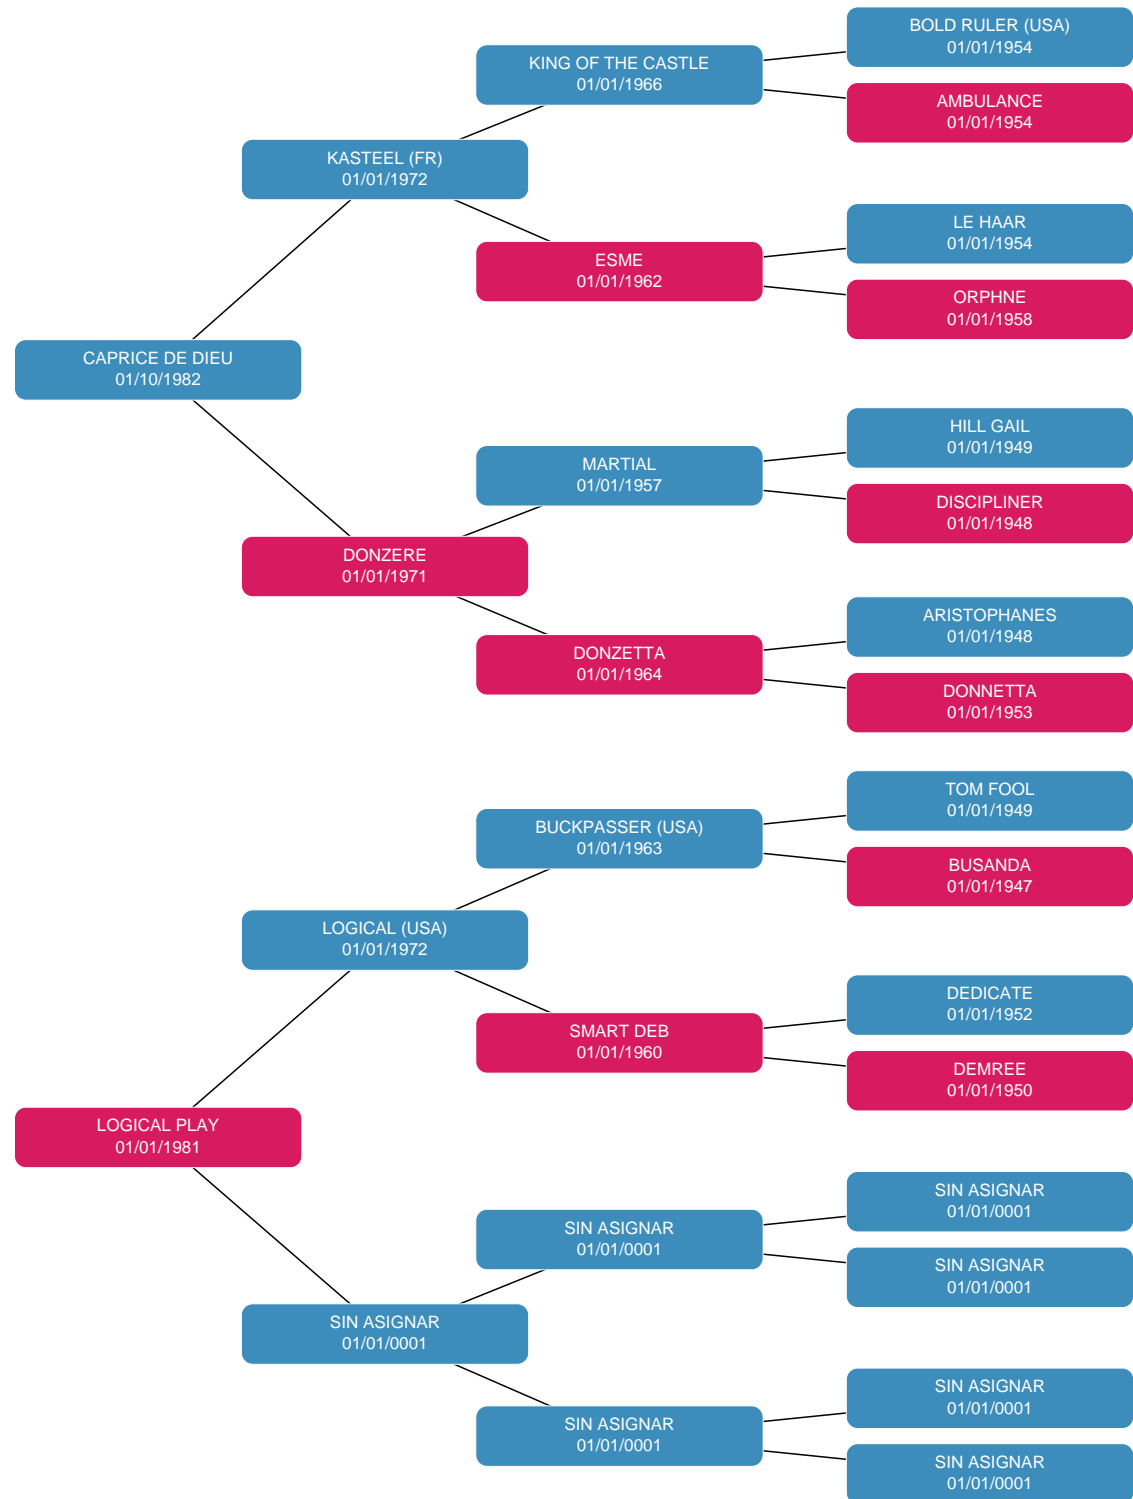 BOLD RULER (USA)
01/01/1954
KING OF THE CASTLE
01/01/1966
AMBULANCE
01/01/1954
KASTEEL (FR)
01/01/1972
LE HAAR
01/01/1954
ESME
01/01/1962
ORPHNE
01/01/1958
CAPRICE DE DIEU
01/10/1982
HILL GAIL
01/01/1949
MARTIAL
01/01/1957
DISCIPLINER
01/01/1948
DONZERE
01/01/1971
ARISTOPHANES
01/01/1948
DONZETTA
01/01/1964
DONNETTA
01/01/1953
TOM FOOL
01/01/1949
BUCKPASSER (USA)
01/01/1963
BUSANDA
01/01/1947
LOGICAL (USA)
01/01/1972
DEDICATE
01/01/1952
SMART DEB
01/01/1960
DEMREE
01/01/1950
LOGICAL PLAY
01/01/1981
SIN ASIGNAR
01/01/0001
SIN ASIGNAR
01/01/0001
SIN ASIGNAR
01/01/0001
SIN ASIGNAR
01/01/0001
SIN ASIGNAR
01/01/0001
SIN ASIGNAR
01/01/0001
SIN ASIGNAR
01/01/0001